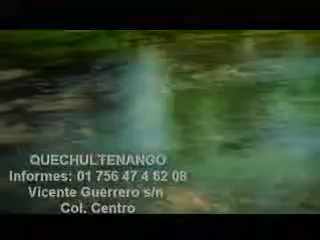 QUECHULTENANGO
Informes: 01 756 47 4 62 08
Vicente Guerrero s/n
Col. Centro